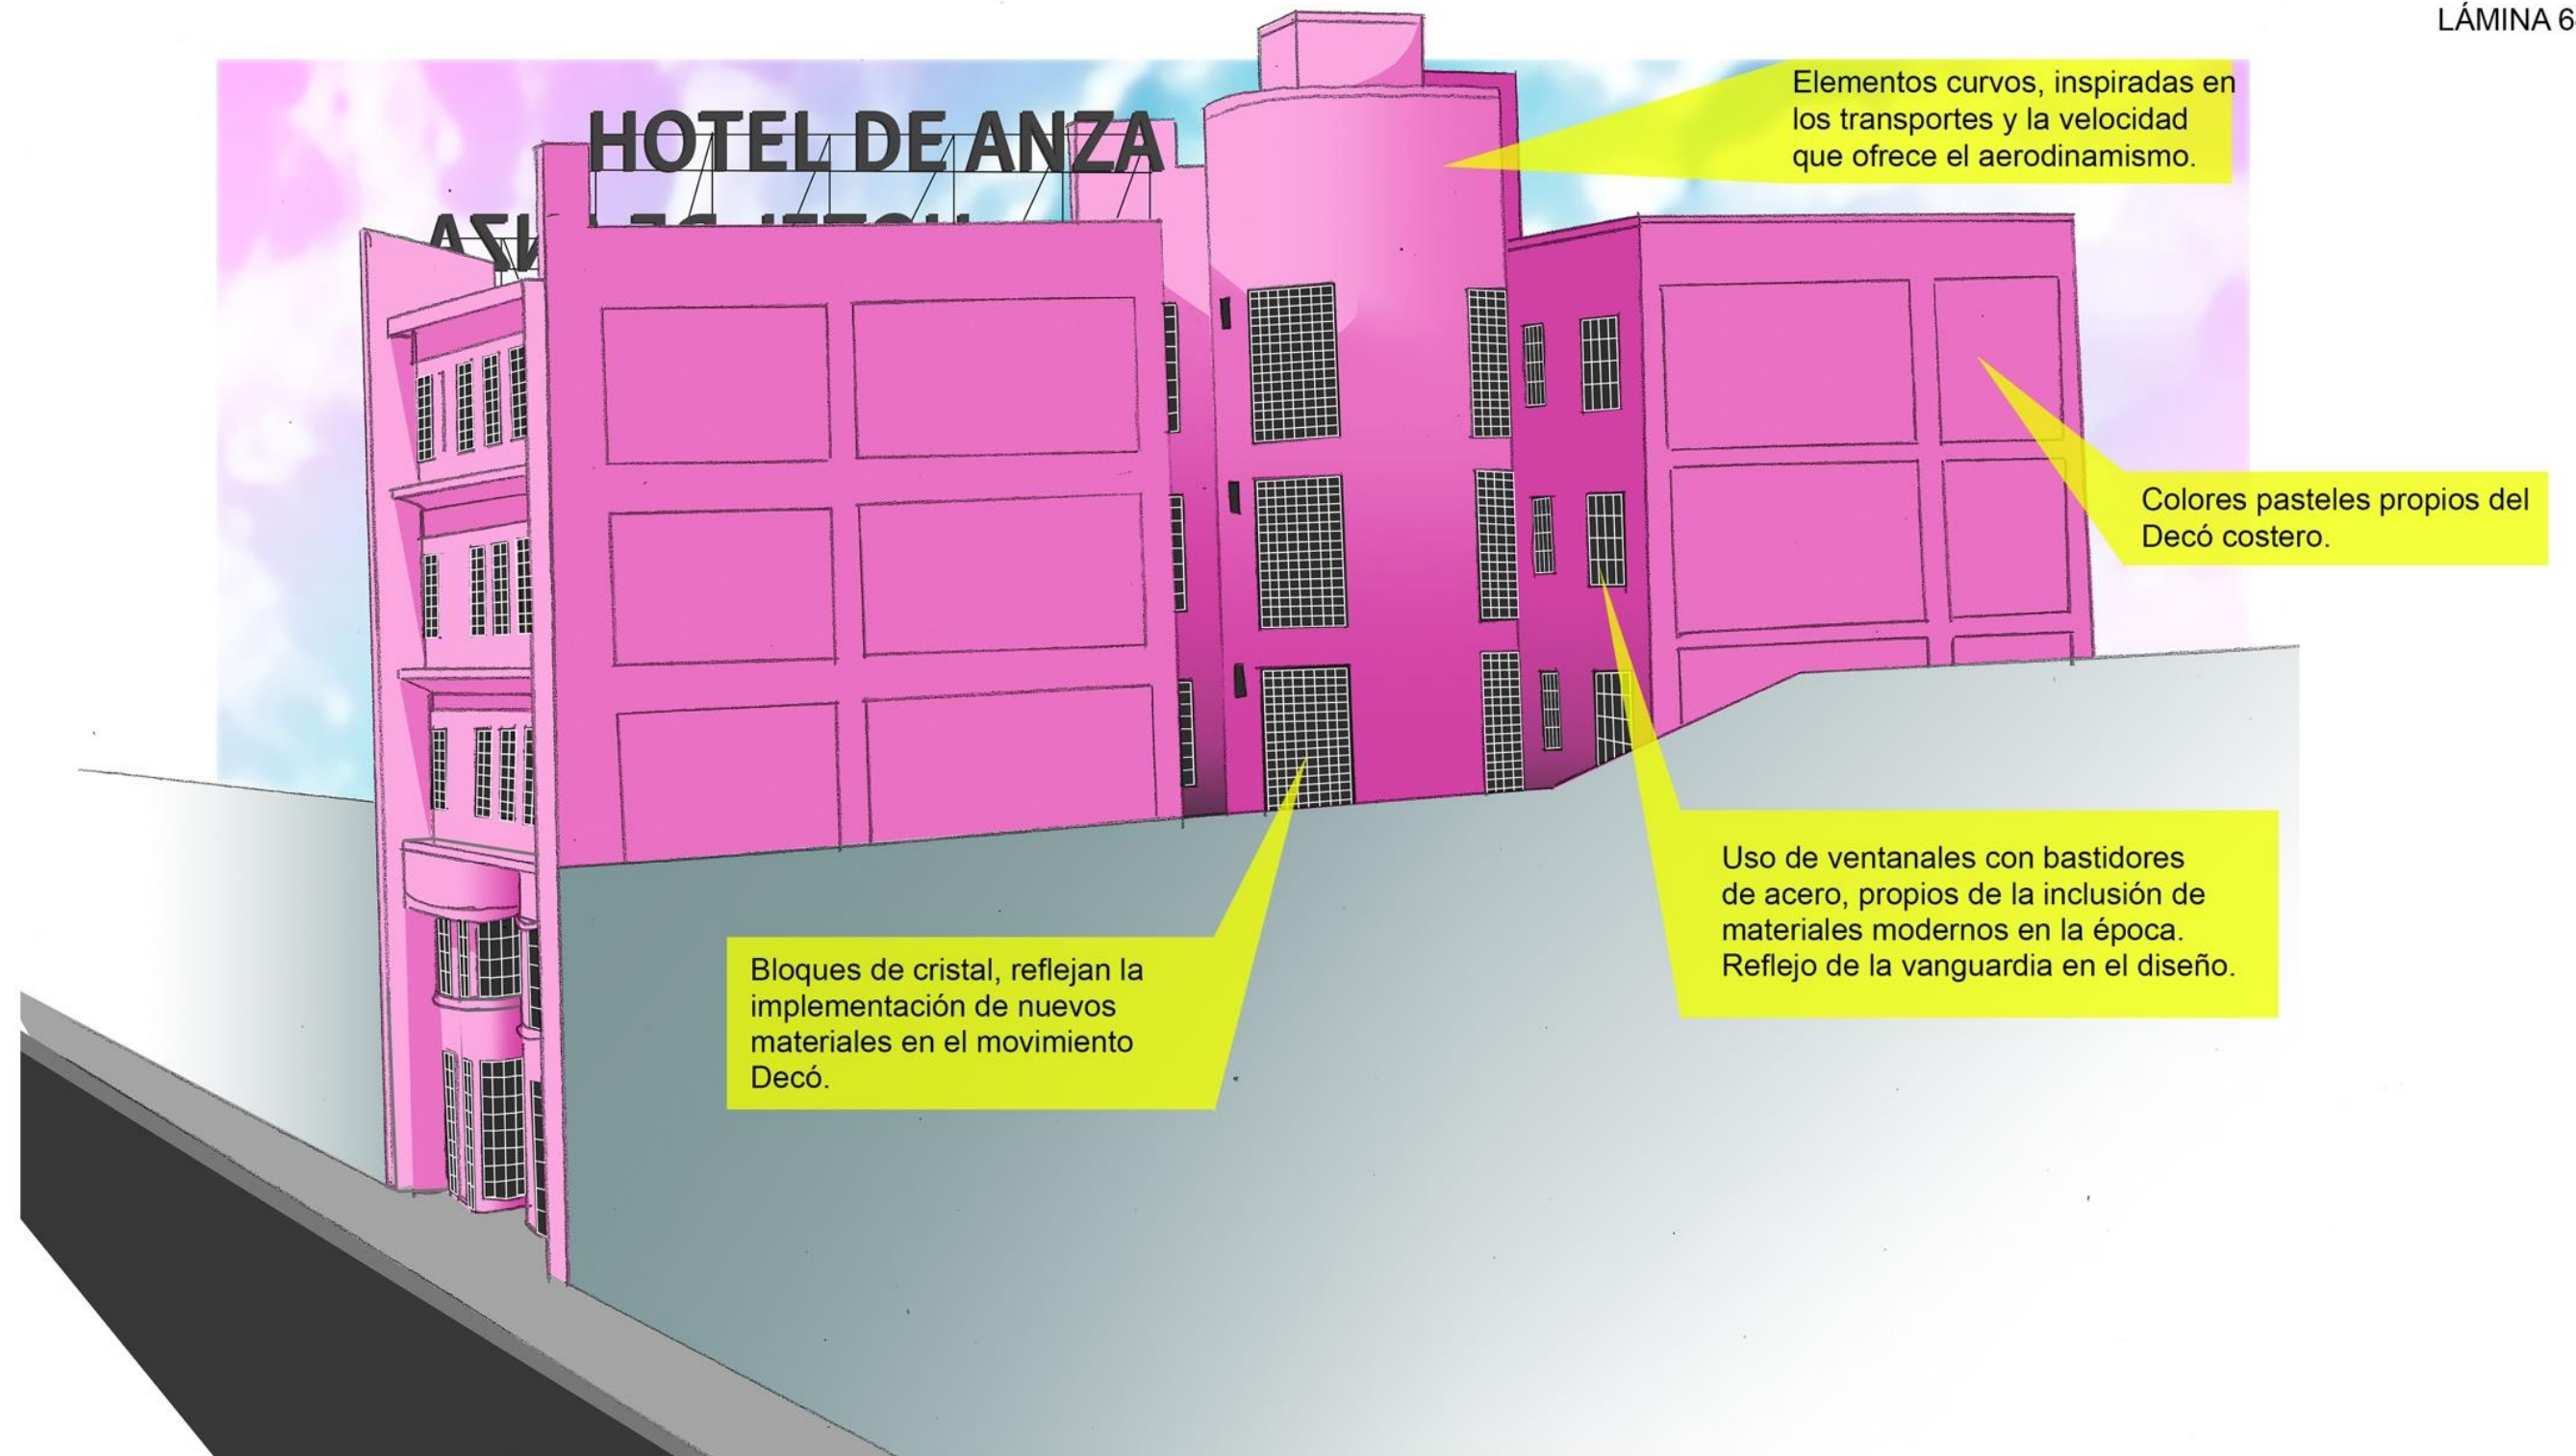 LÁMINA 6
HOTEL DE ANZA
Elementos curvos, inspiradas en
los transportes y la velocidad
que ofrece el aerodinamismo.
Colores pasteles propios del
Decó costero.
Uso de ventanales con bastidores
de acero, propios de la inclusión de
materiales modernos en la época.
Reflejo de la vanguardia en el diseño.
Bloques de cristal, reflejan la
implementación de nuevos
materiales en el movimiento
Decó.